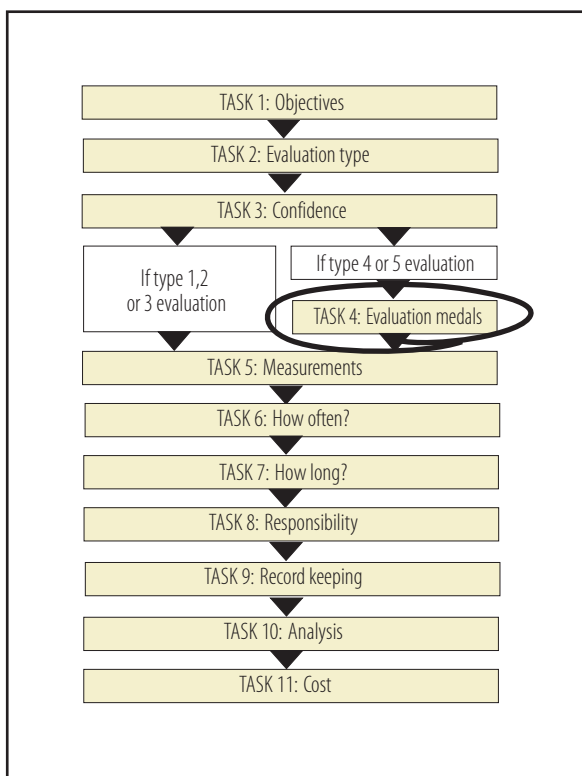 TASK 1: Objectives
TASK 2: Evaluation type
TASK 3: Confidence
If type 1,2
or 3 evaluation
If type 4 or 5 evaluation
TASK 4: Evaluation medals
TASK 5: Measurements
TASK 6: How often?
TASK 7: How long?
TASK 8: Responsibility
TASK 9: Record keeping
TASK 10: Analysis
TASK 11: Cost